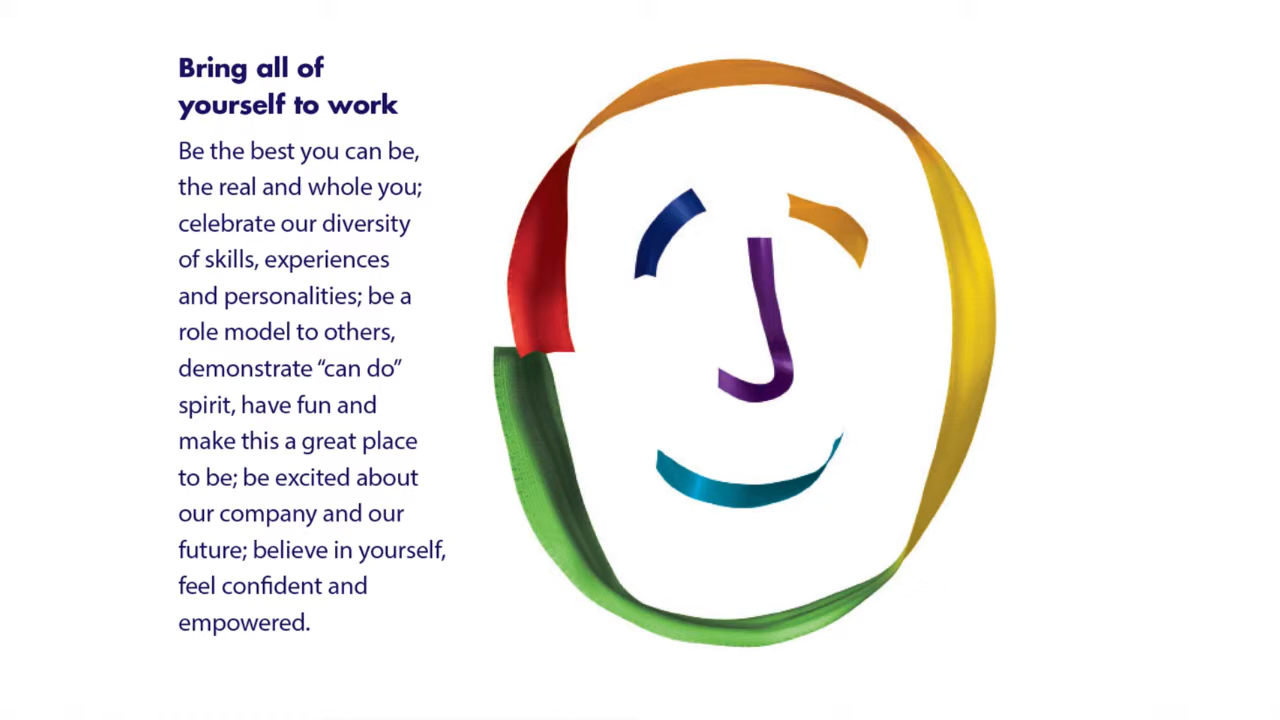 Bring all of
yourself to work
Be the best you can be,
the real and whole you;
celebrate our diversity
of skills, experiences
and personalities; be a
role model to others,
demonstrate “can do”
spirit, have fun and
make this a great place
to be; be excited about
our company and our
future; believe in yourself,
feel confident and
empowered.